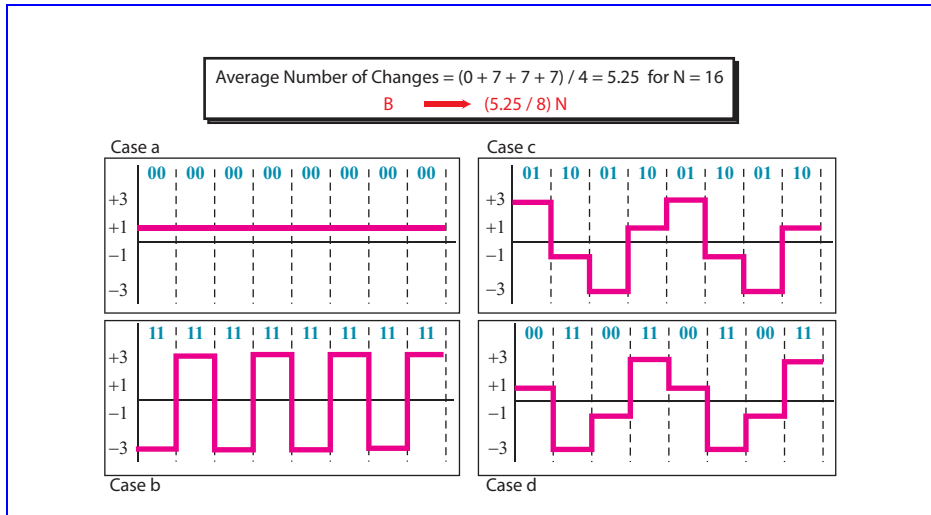 Average Number of Changes = (0 + 7 + 7 + 7) / 4 = 5.25 for N = 16
B (5.25 / 8) N
Case a
00 00 00 00 00 00 00 00
+3
+1
−1
−3
11 11 11 11 11 11 11 11
+3
+1
−1
−3
Case b
Case c
01 10 01 10 01 10 01 10
+3
+1
−1
−3
00 11 00 11 00 11 00 11
+3
+1
−1
−3
Case d